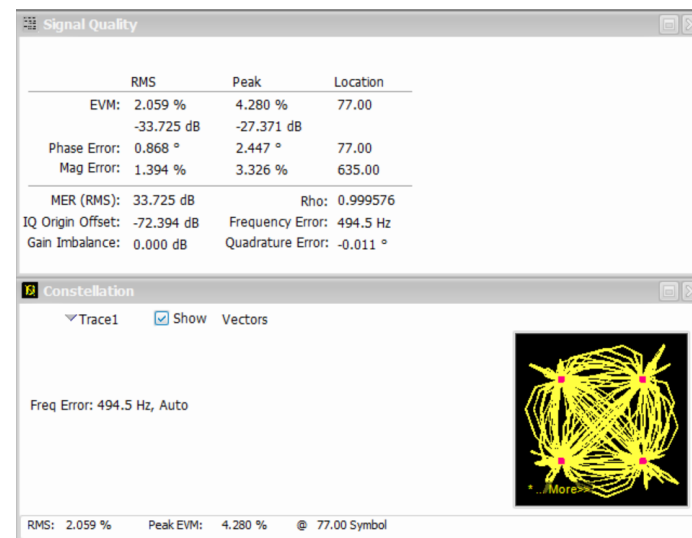 Signal Quality
RMS Peak Location
EVM: 2.059 % 4.280 % 77.00
-33.725 dB -27.371 dB
Phase Error: 0.868 ° 2.447 ° 77.00
Mag Error: 1.394 % 3.326 % 635.00
MER (RMS): 33.725 dB Rho: 0.999576
IQ Origin Offset: -72.394 dB Frequency Error: 494.5 Hz
Gain Imbalance: 0.000 dB Quadrature Error: -0.011 °
Constellation
Trace1 Show Vectors
Freq Error: 494.5 Hz, Auto
* ... More>>
RMS: 2.059 % Peak EVM: 4.280 % @ 77.00 Symbol